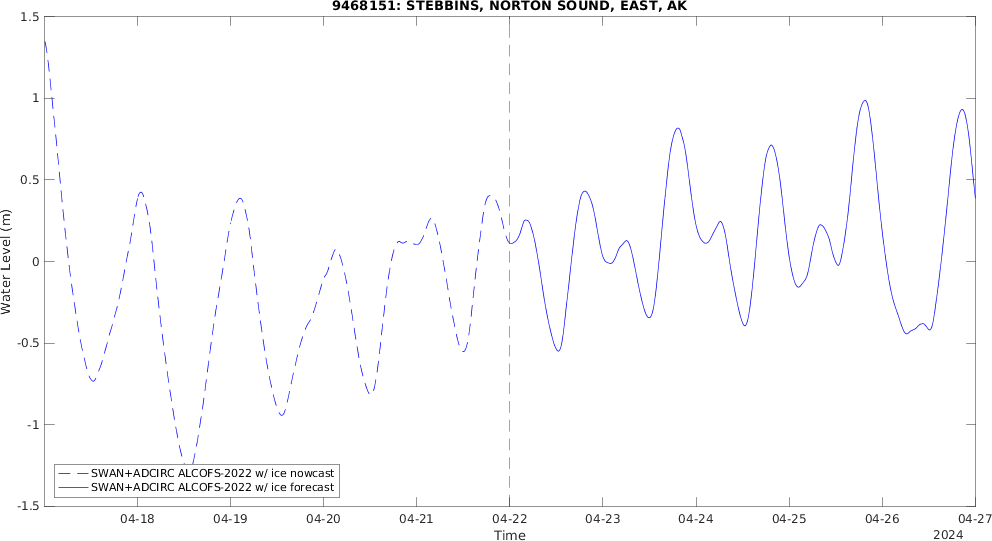 9468151: STEBBINS, NORTON SOUND, EAST, AK
1.5
1
0.5
0
-0.5
-1
-1.5
Water Level (m)
SWAN+ADCIRC ALCOFS-2022 w/ ice nowcast
SWAN+ADCIRC ALCOFS-2022 w/ ice forecast
04-18 04-19 04-20 04-21 04-22 04-23 04-24 04-25 04-26 04-27
Time
2024